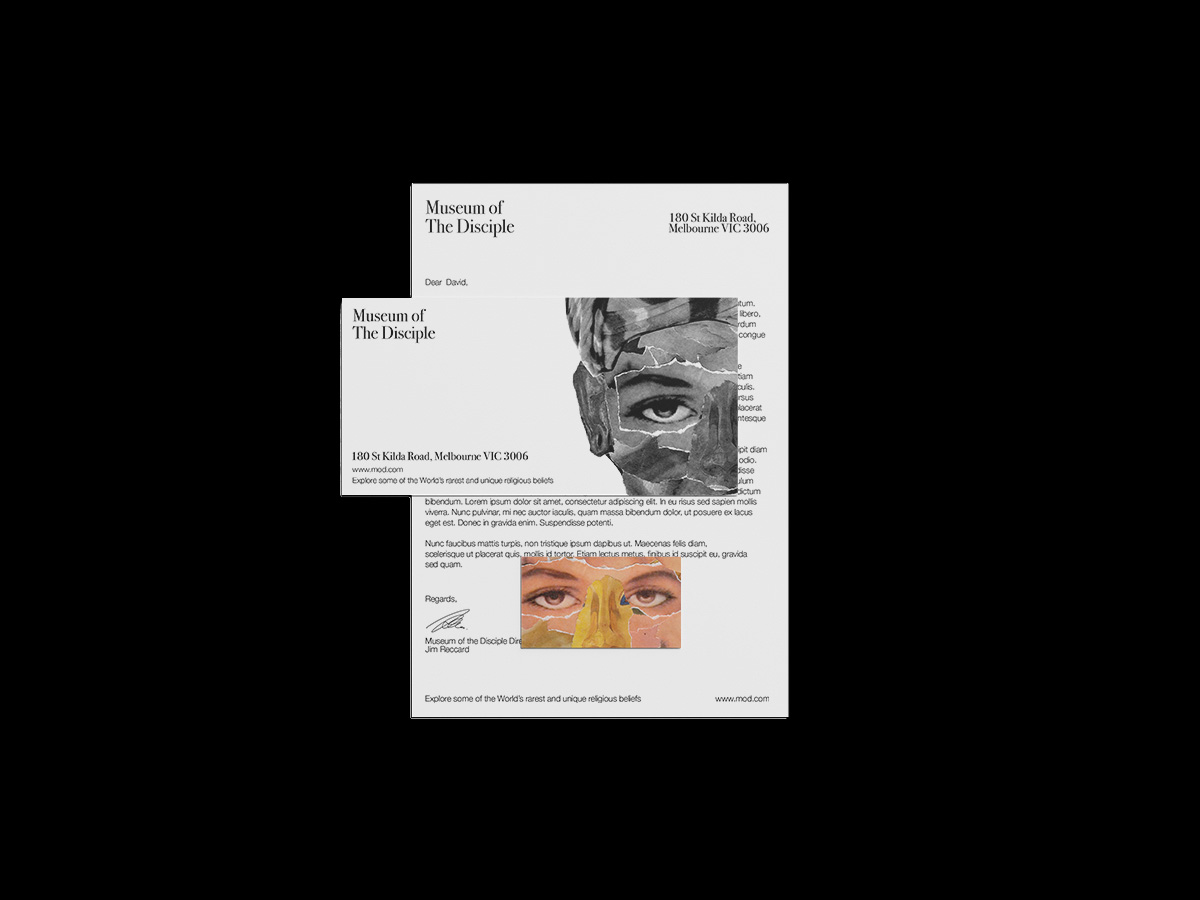 Museum of
The Disciple
180 St Kilda Road,
Melbourne VIC 3006
Dear David,
Museum of
The Disciple
180 St Kilda Road, Melbourne VIC 3006
www.mod.com
Explore some of the World's rarest and unique religious beliefs
libero,
congue
odio.
bibendum. Lorem ipsum dolor sit amet, consectetur adipiscing elit. In eu risus sed sapien mollis
viverra. Nunc pulvinar, mi nec auctor iaculis, quam massa bibendum dolor, ut posuere ex lacus
eget est. Donec in gravida enim. Suspendisse potenti.
Nunc faucibus mattis turpis, non tristique ipsum dapibus ut. Maecenas felis diam,
scelerisque ut placerat quis, mollis id tortor. Etiam lectus metus, finibus id suscipit eu, gravida
sed quam.
Regards,
Museum of the Disciple
Jim Reccard
Explore some of the World's rarest and unique religious beliefs
www.mod.com